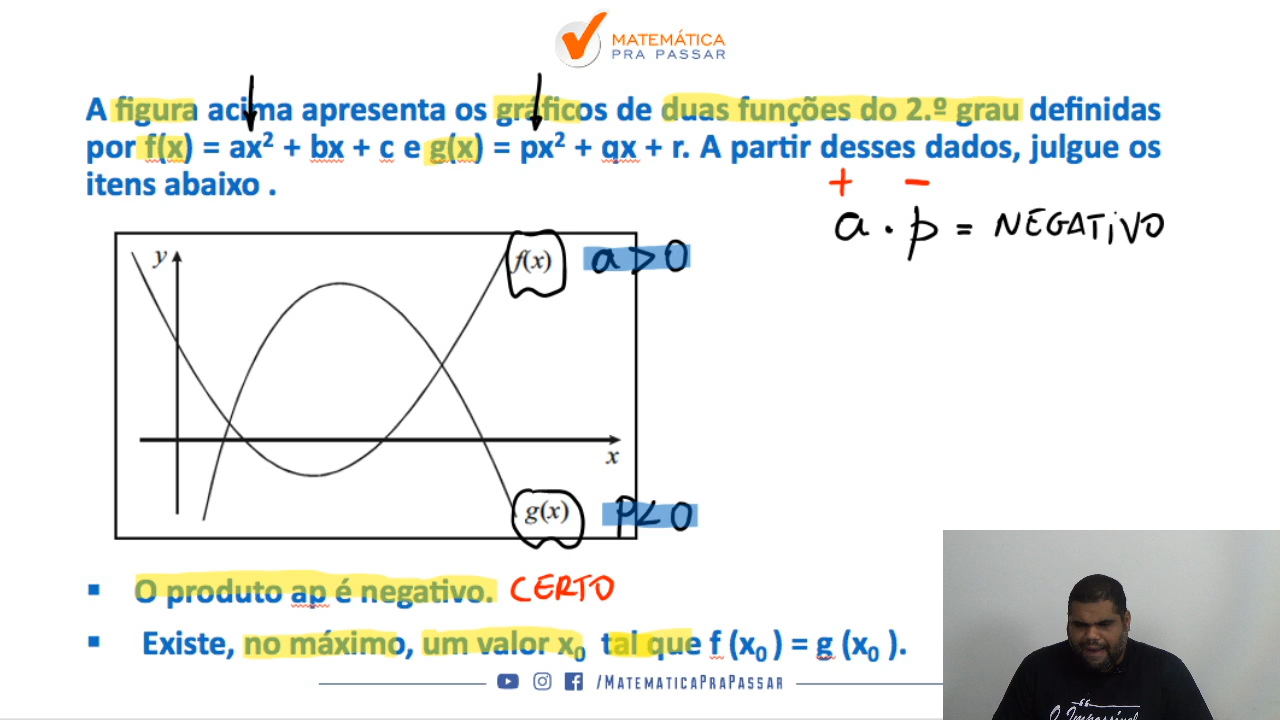 MATEMÁTICA
PRA PASSAR
A figura acima apresenta os gráficos de duas funções do 2.º grau definidas
por f(x) = ax² + bx + c e g(x) = px² + qx + r. A partir desses dados, julgue os
itens abaixo .
+ −
a . p = NEGATIVO
y
f(x) a > 0
x
g(x) P < 0
▪ O produto ap é negativo. CERTO
▪ Existe, no máximo, um valor x₀ tal que f (x₀ ) = g (x₀ ).
/MATEMATICAPRAPASSAR
O Impossível